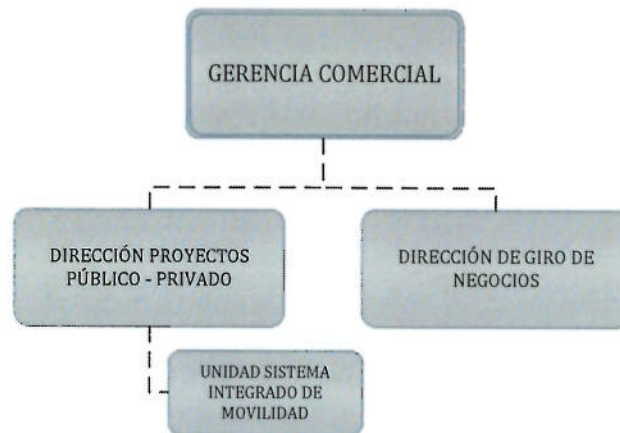 GERENCIA COMERCIAL
DIRECCIÓN PROYECTOS
PÚBLICO - PRIVADO
DIRECCIÓN DE GIRO DE
NEGOCIOS
UNIDAD SISTEMA
INTEGRADO DE
MOVILIDAD